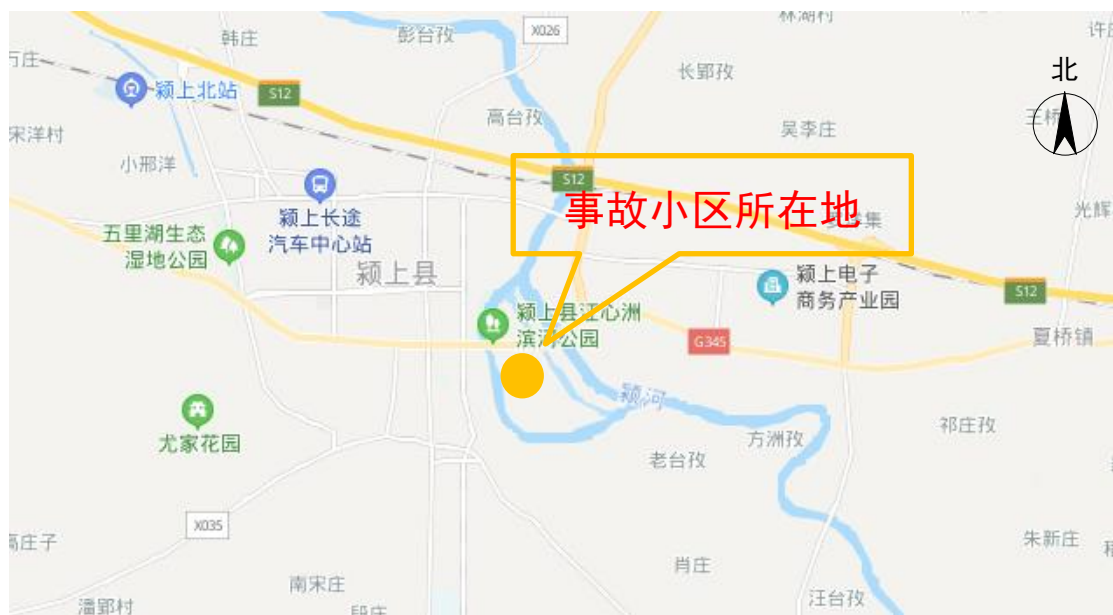 韩庄
彭台孜
X026
北
长郢孜
颍上北站
S12
高台孜
吴李庄
宋洋村
小邢洋
S12
事故小区所在地
颍上长途
汽车中心站
五里湖生态
湿地公园
颍上县
光辉
颍上电子
商务产业园
S12
颍上县江心洲
滨河公园
G345
夏桥镇
颍河
尤家花园
祁庄孜
方洲孜
老台孜
X035
朱新庄
肖庄
南宋庄
汪台孜
潘郢村